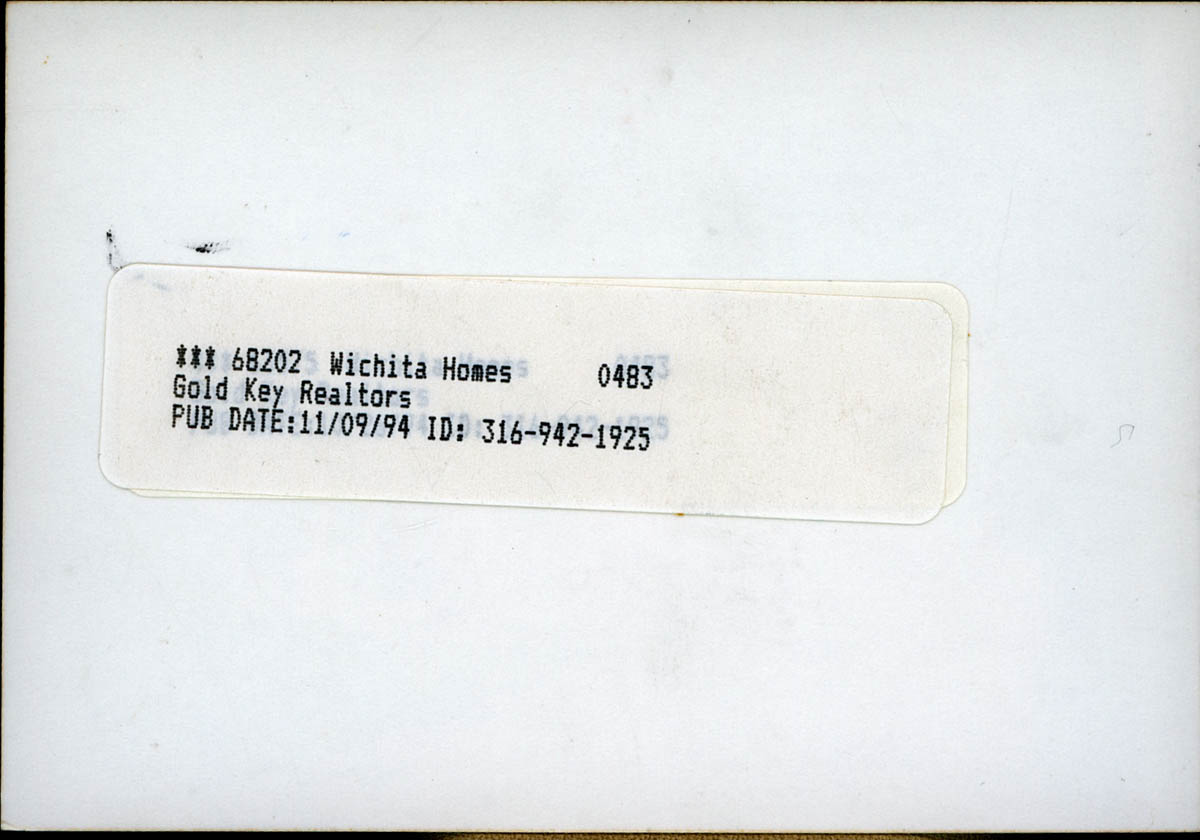 *** 68202 Wichita Homes 0483
Gold Key Realtors
PUB DATE:11/09/94 ID: 316-942-1925